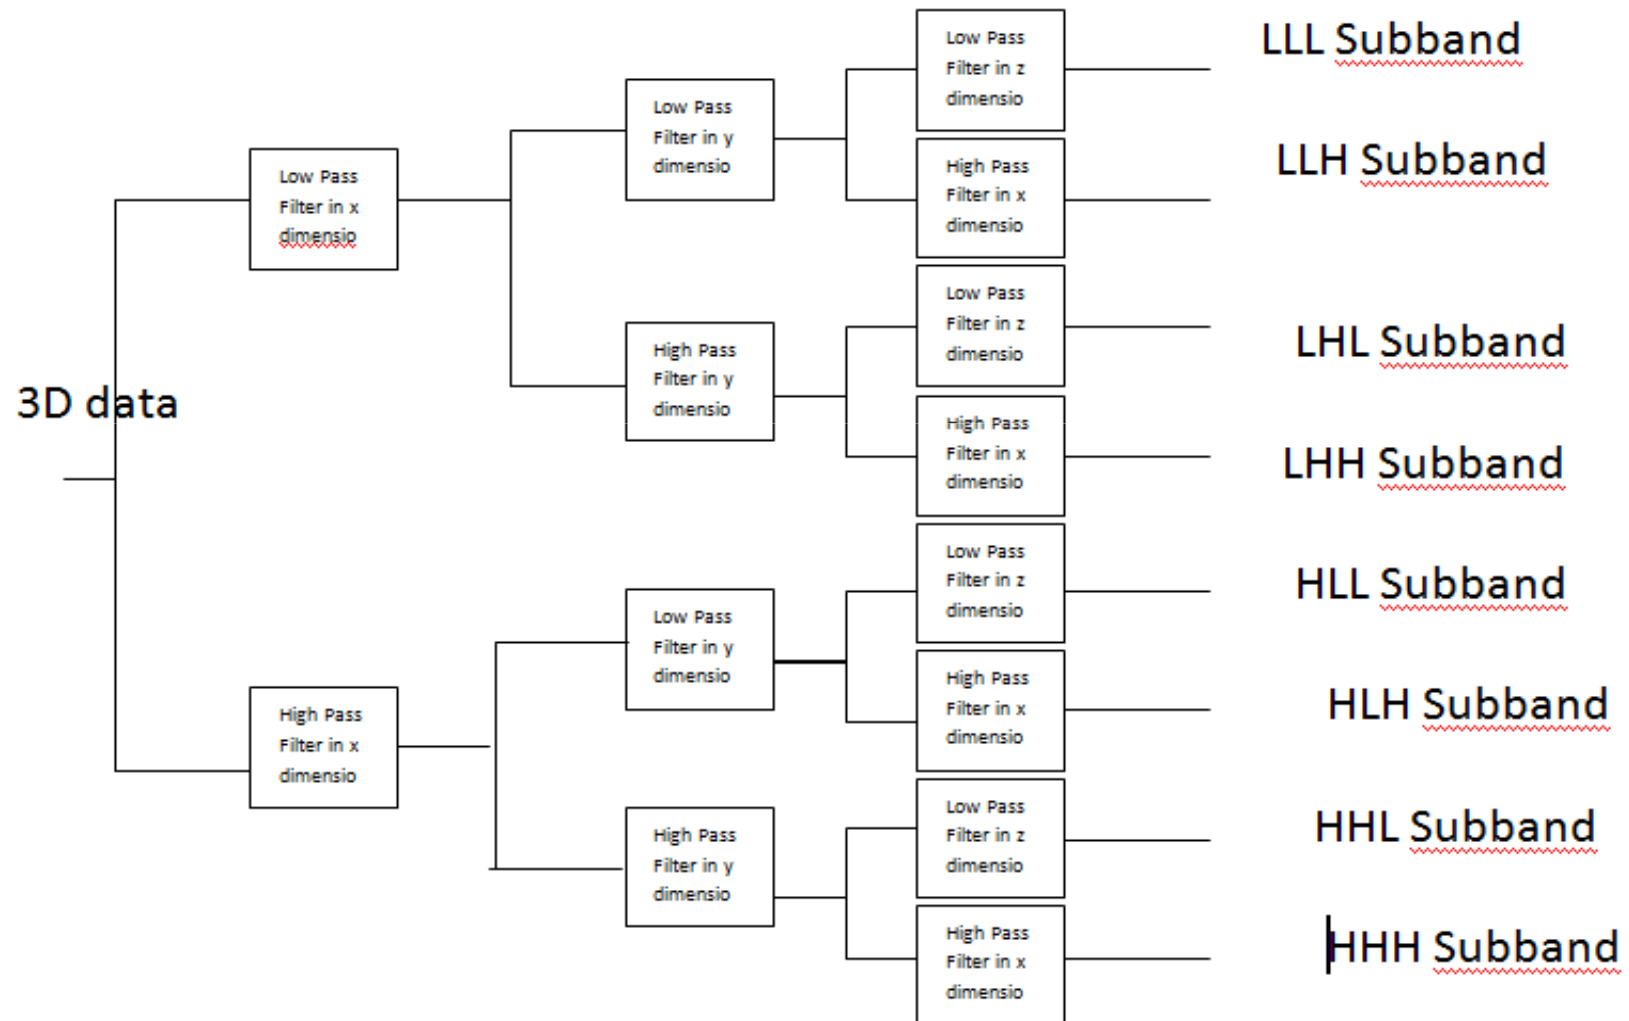 3D data
Low Pass
Filter in x
dimensio
High Pass
Filter in x
dimensio
Low Pass
Filter in y
dimensio
High Pass
Filter in y
dimensio
Low Pass
Filter in y
dimensio
High Pass
Filter in y
dimensio
Low Pass
Filter in z
dimensio
High Pass
Filter in x
dimensio
Low Pass
Filter in z
dimensio
High Pass
Filter in x
dimensio
Low Pass
Filter in z
dimensio
High Pass
Filter in x
dimensio
Low Pass
Filter in z
dimensio
High Pass
Filter in x
dimensio
LLL Subband
LLH Subband
LHL Subband
LHH Subband
HLL Subband
HLH Subband
HHL Subband
HHH Subband